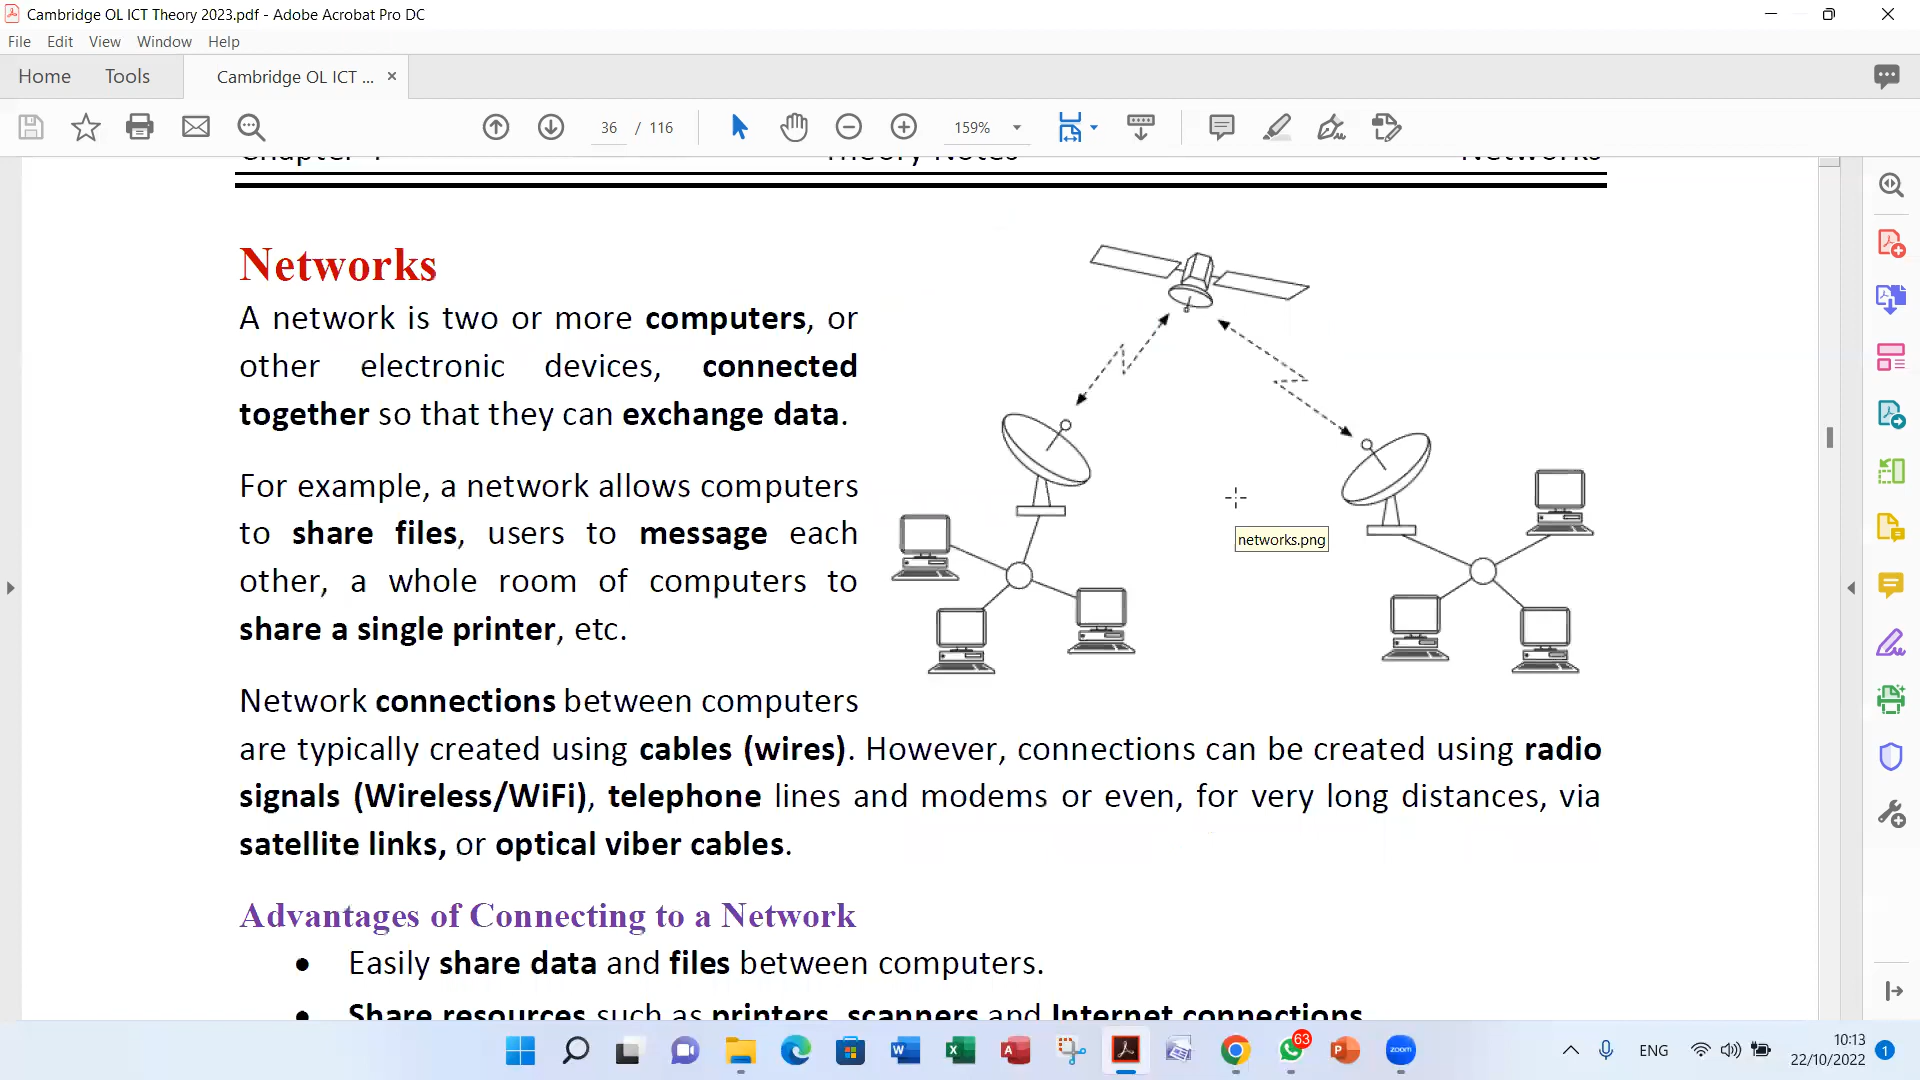 Cambridge OL ICT Theory 2023.pdf - Adobe Acrobat Pro DC
File Edit View Window Help
Home Tools Cambridge OL ICT ... ×
36 / 116 159%
Theory Notes Networks
Networks
A network is two or more computers, or
other electronic devices, connected
together so that they can exchange data.
For example, a network allows computers
to share files, users to message each
other, a whole room of computers to
share a single printer, etc.
networks.png
Network connections between computers
are typically created using cables (wires). However, connections can be created using radio
signals (Wireless/WiFi), telephone lines and modems or even, for very long distances, via
satellite links, or optical viber cables.
Advantages of Connecting to a Network
• Easily share data and files between computers.
• Share resources such as printers, scanners and Internet connections
63
zoom
ENG
10:13
22/10/2022
1